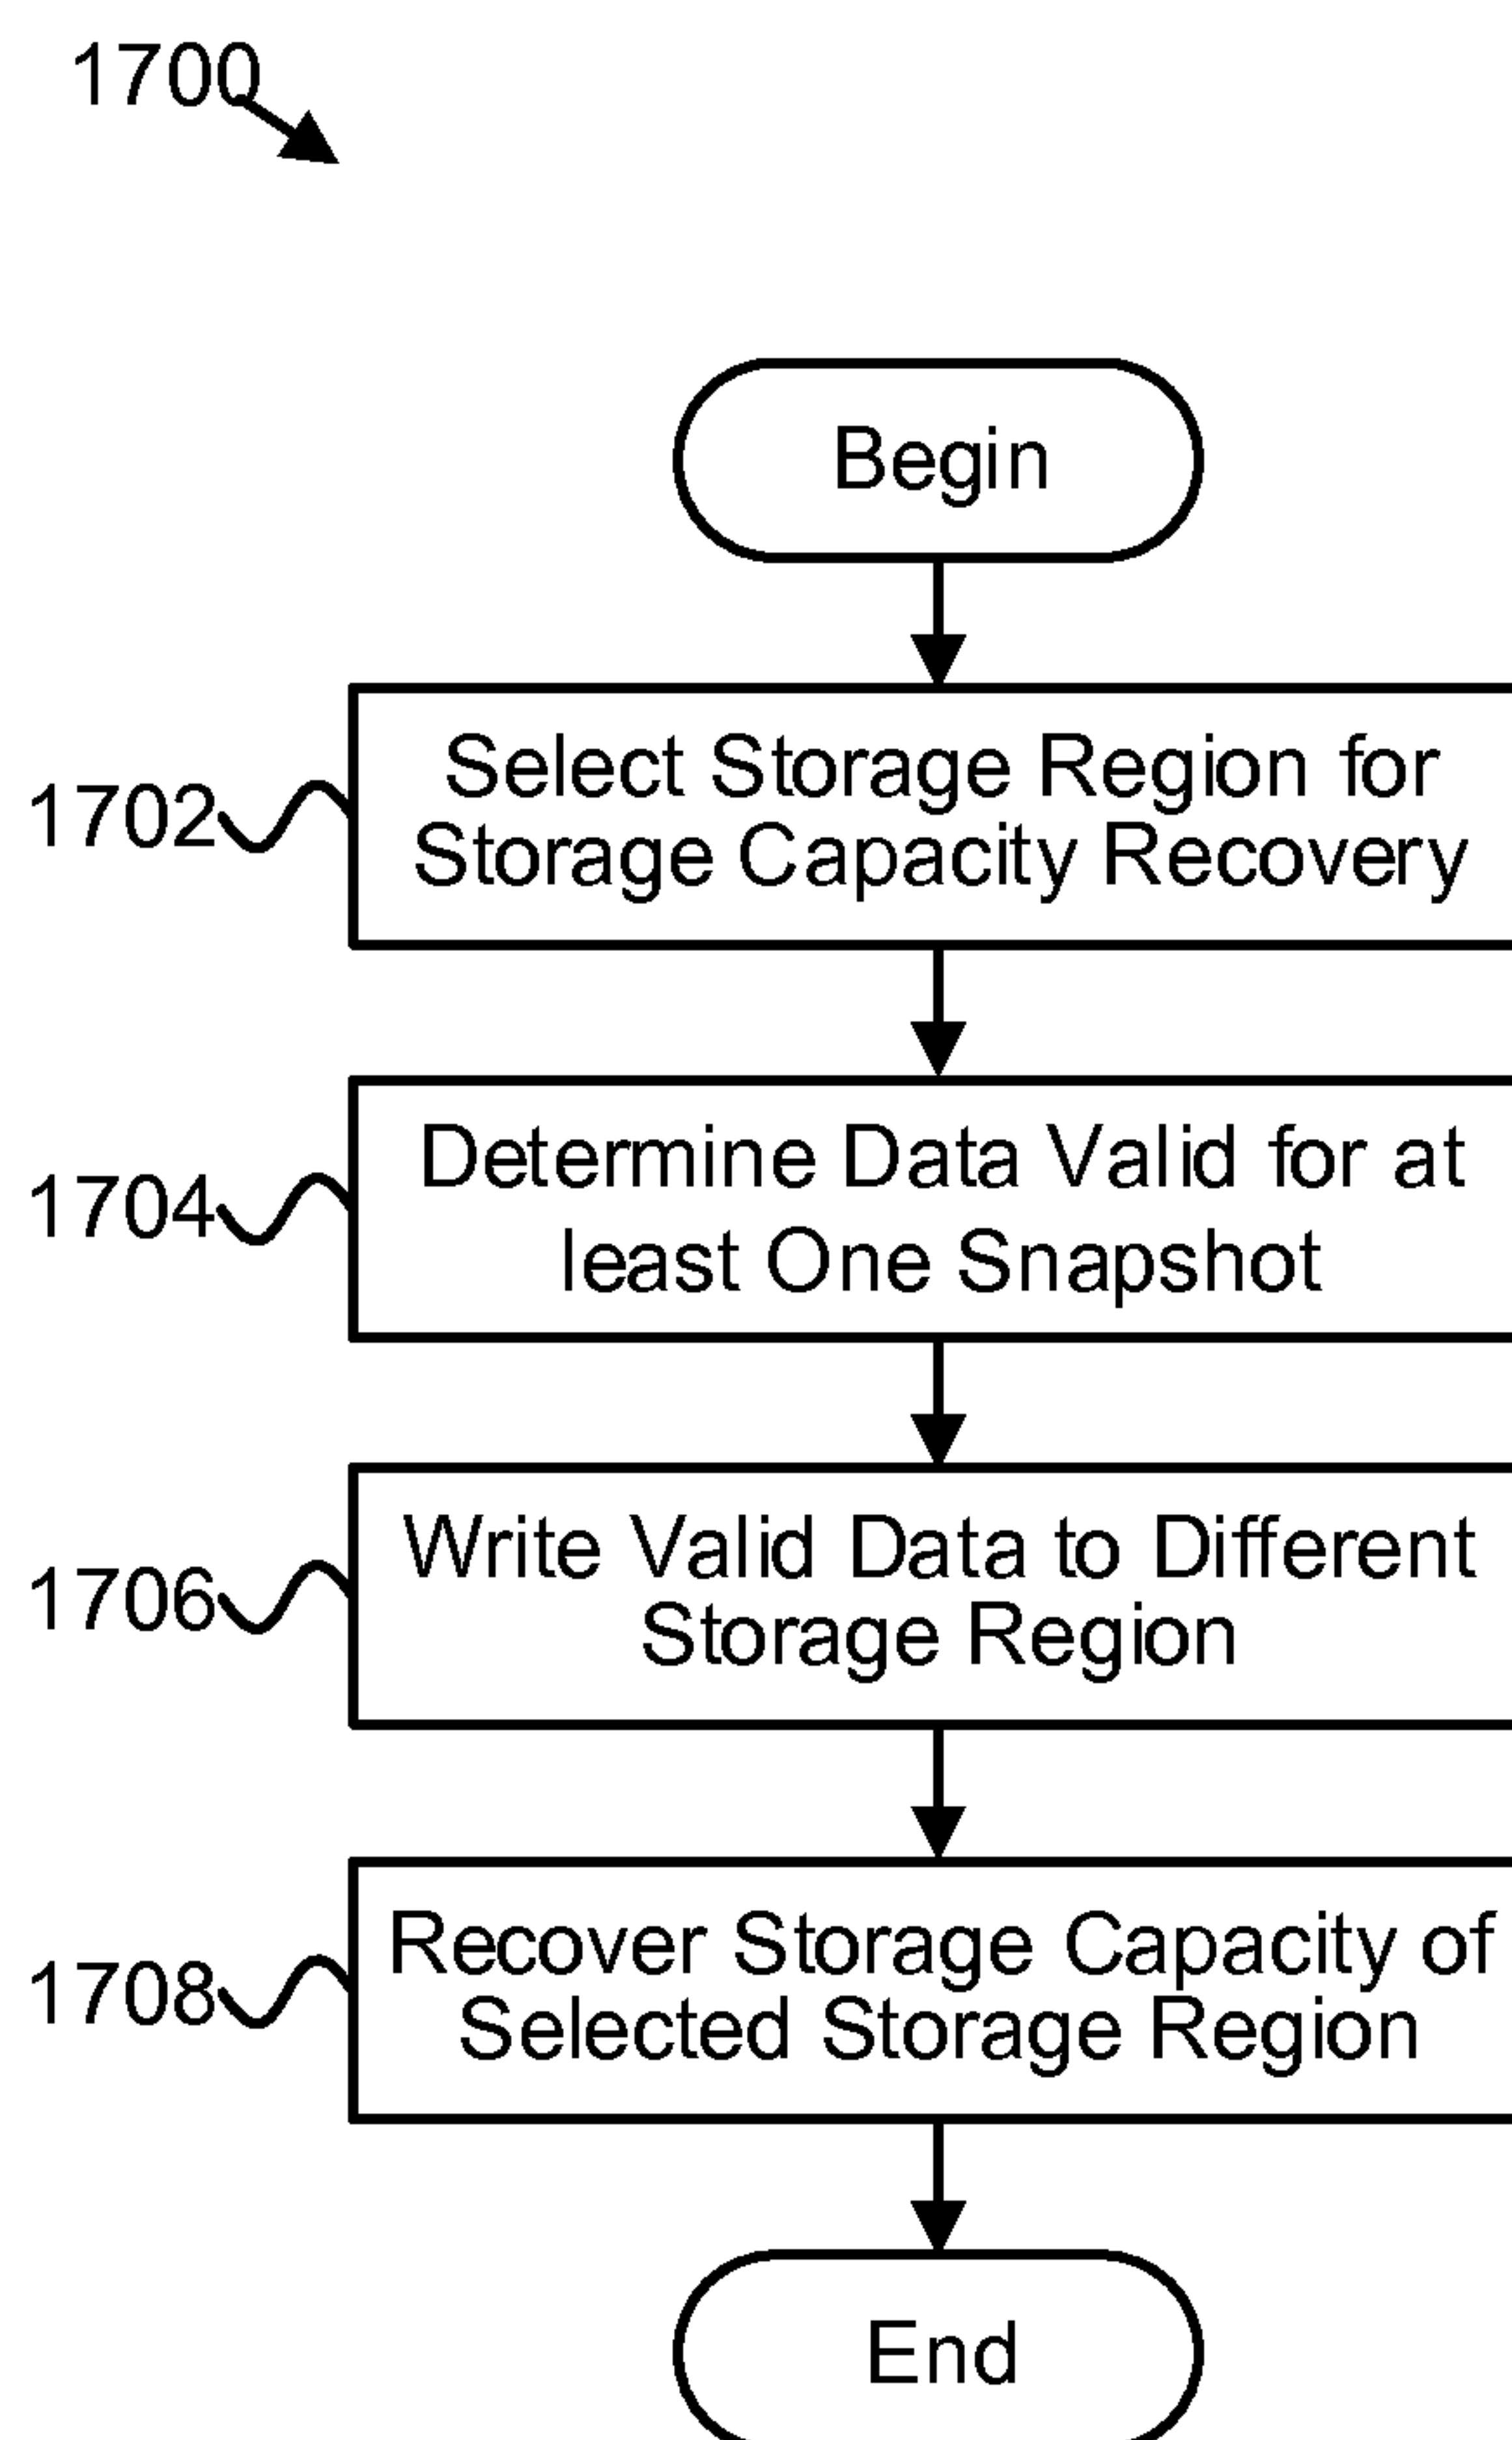 1700
Begin
1702
Select Storage Region for
Storage Capacity Recovery
1704
Determine Data Valid for at
least One Snapshot
1706
Write Valid Data to Different
Storage Region
1708
Recover Storage Capacity of
Selected Storage Region
End